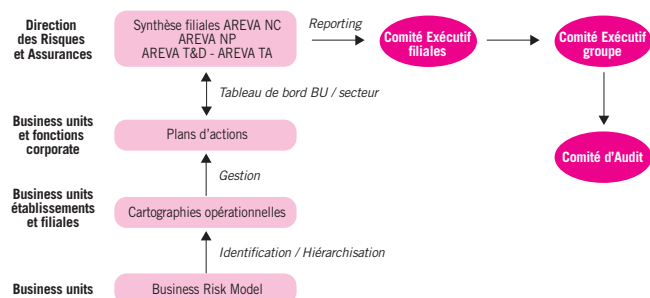 Direction
des Risques
et Assurances
Synthèse filiales AREVA NC
AREVA NP
AREVA T&D - AREVA TA
Reporting
Comité Exécutif
filiales
Comité Exécutif
groupe
Tableau de bord BU / secteur
Business units
et fonctions
corporate
Plans d'actions
Comité d'Audit
Gestion
Business units
établissements
et filiales
Cartographies opérationnelles
Identification / Hiérarchisation
Business units
Business Risk Model